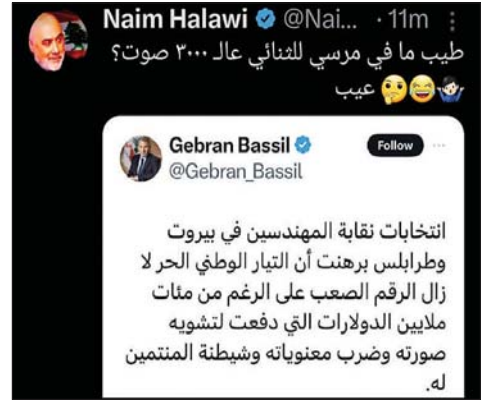 Naim Halawi @Nai... · 11m
طيب ما في مرسي للثنائي عالـ ٣٠٠٠ صوت؟
عيب
Gebran Bassil
Follow
@Gebran_Bassil
انتخابات نقابة المهندسين في بيروت
وطرابلس برهنت أن التيار الوطني الحر لا
زال الرقم الصعب على الرغم من مئات
ملايين الدولارات التي دفعت لتشويه
صورته وضرب معنوياته وشيطنة المنتمين
له.